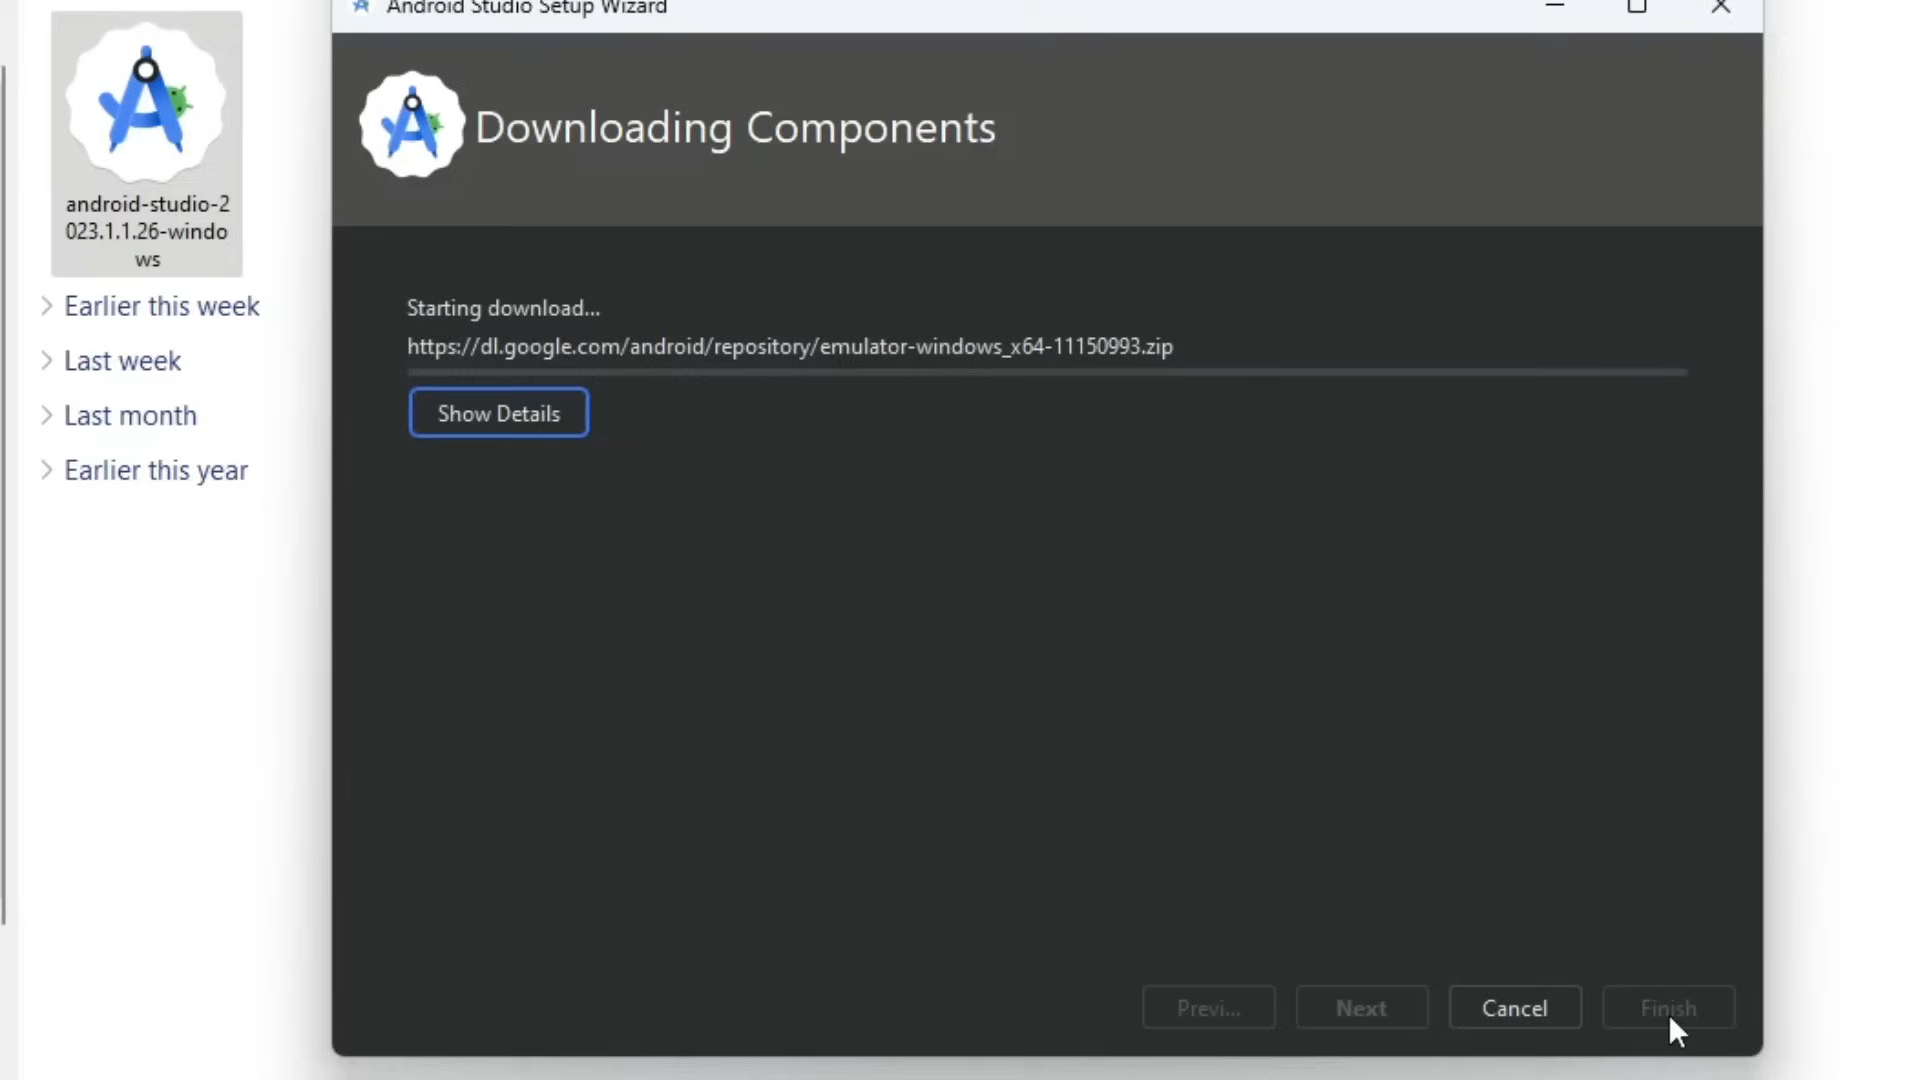 Android Studio Setup Wizard
android-studio-2
023.1.1.26-windo
ws
Earlier this week
Last week
Last month
Earlier this year
Downloading Components
Starting download...
https://dl.google.com/android/repository/emulator-windows_x64-11150993.zip
Show Details
Previ...
Next
Cancel
Finish